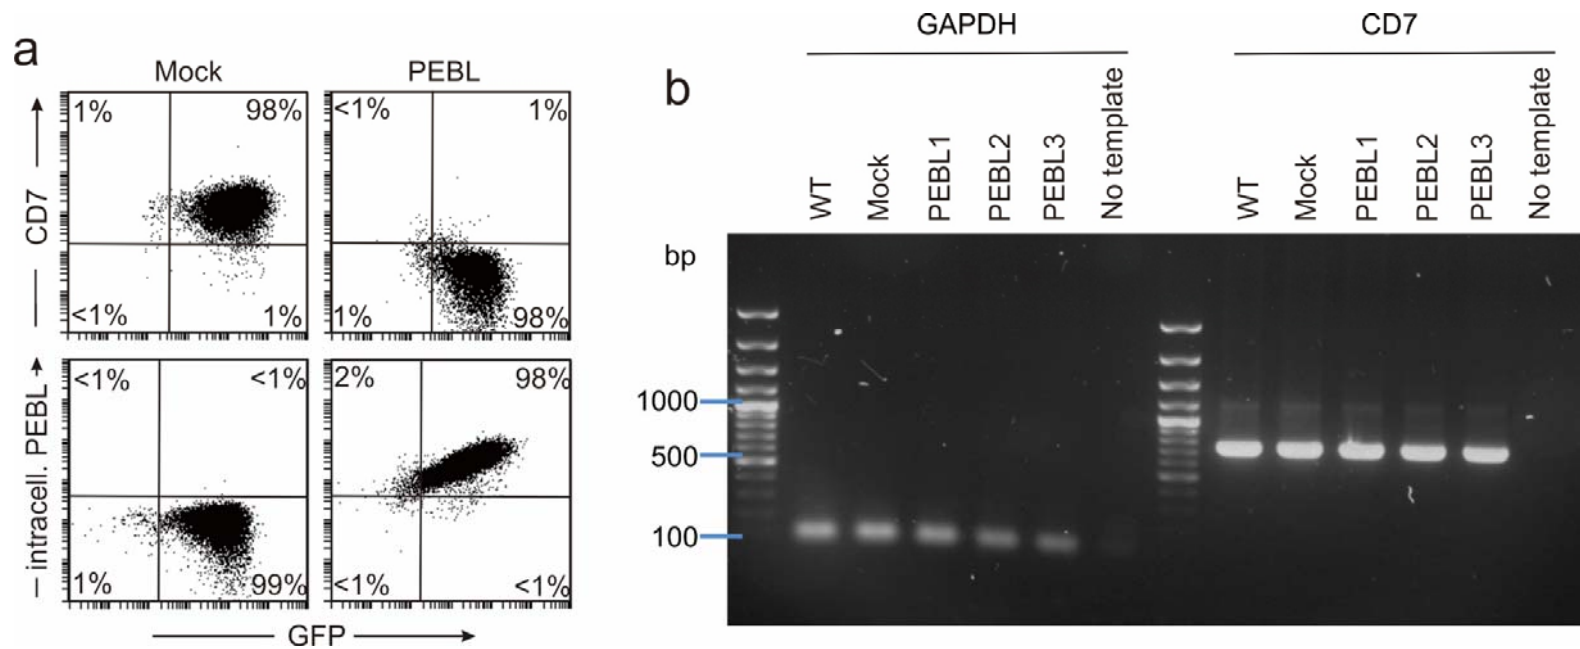 a
Mock
PEBL
CD7
1%
98%
<1%
1%
<1%
1%
1%
98%
intracell. PEBL
<1%
<1%
2%
98%
1%
99%
<1%
<1%
GFP
b
GAPDH
CD7
WT
Mock
PEBL1
PEBL2
PEBL3
No template
WT
Mock
PEBL1
PEBL2
PEBL3
No template
bp
1000
500
100